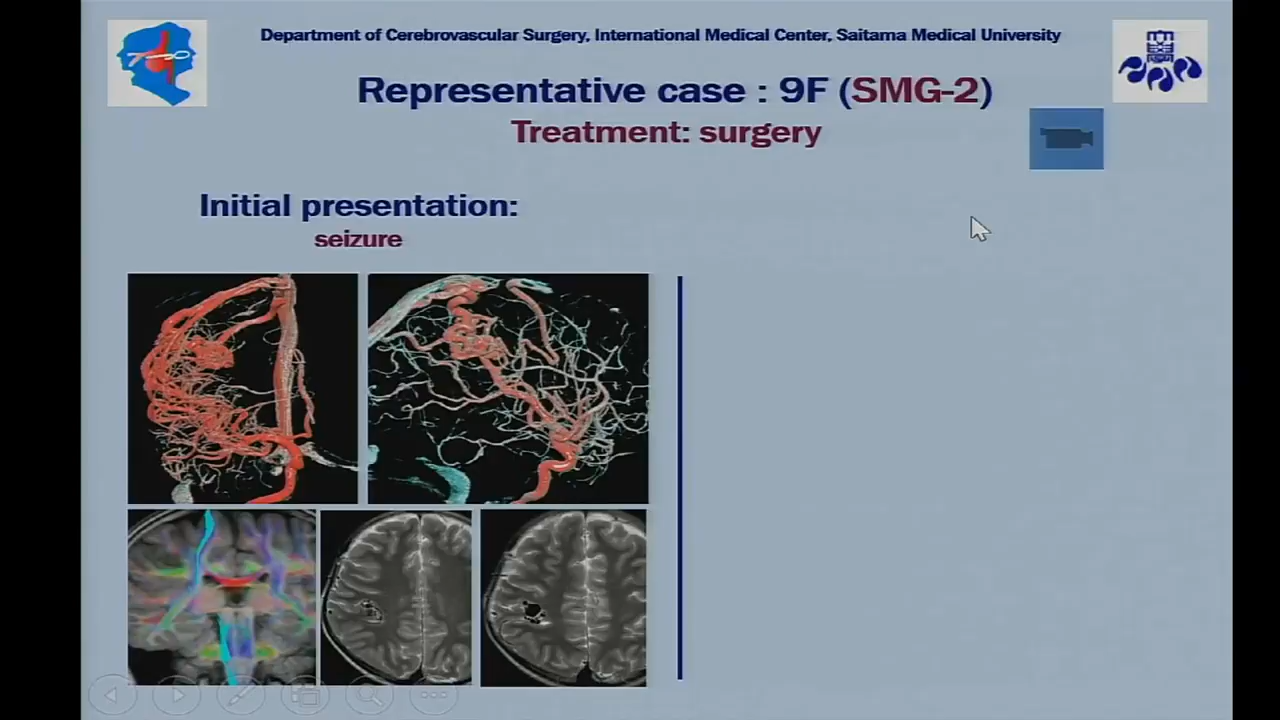 Department of Cerebrovascular Surgery, International Medical Center, Saitama Medical University
Representative case : 9F (SMG-2)
Treatment: surgery
Initial presentation:
seizure